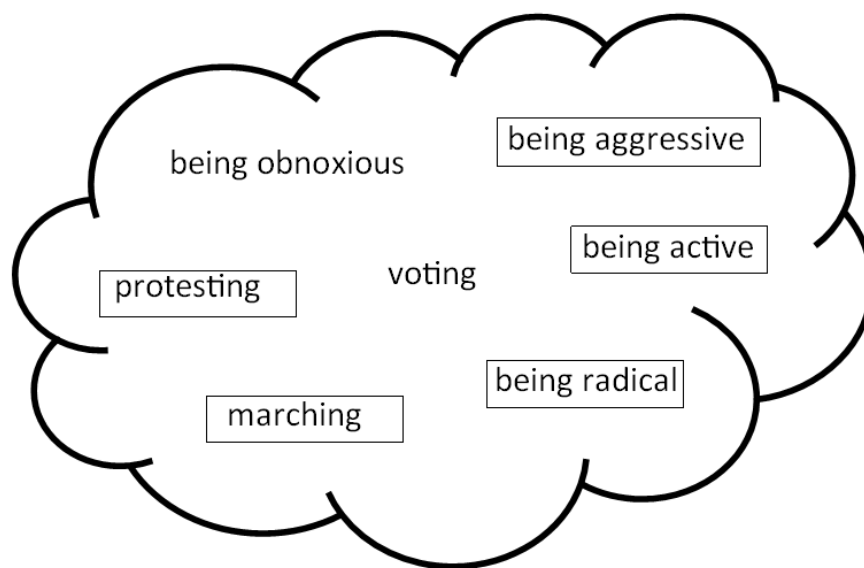 being aggressive
being obnoxious
being active
voting
protesting
being radical
marching